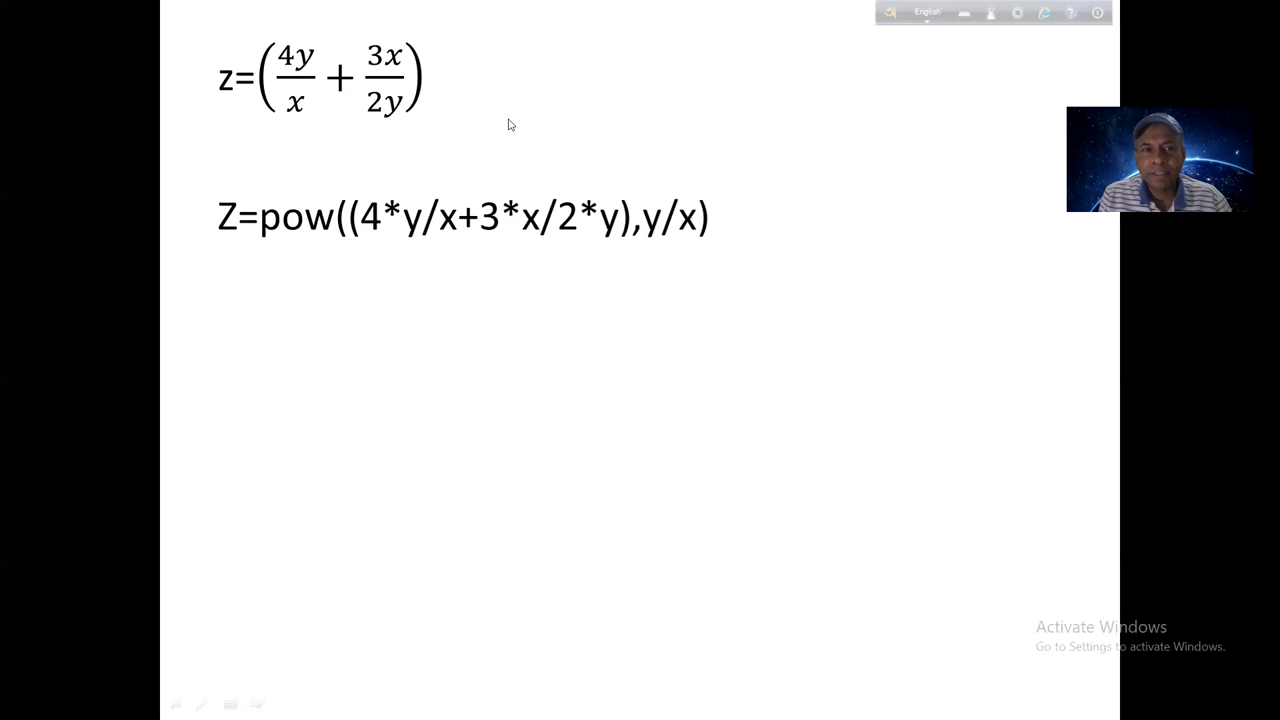 English
z=(4y/x + 3x/2y)
Z=pow((4*y/x+3*x/2*y),y/x)
Activate Windows
Go to Settings to activate Windows.